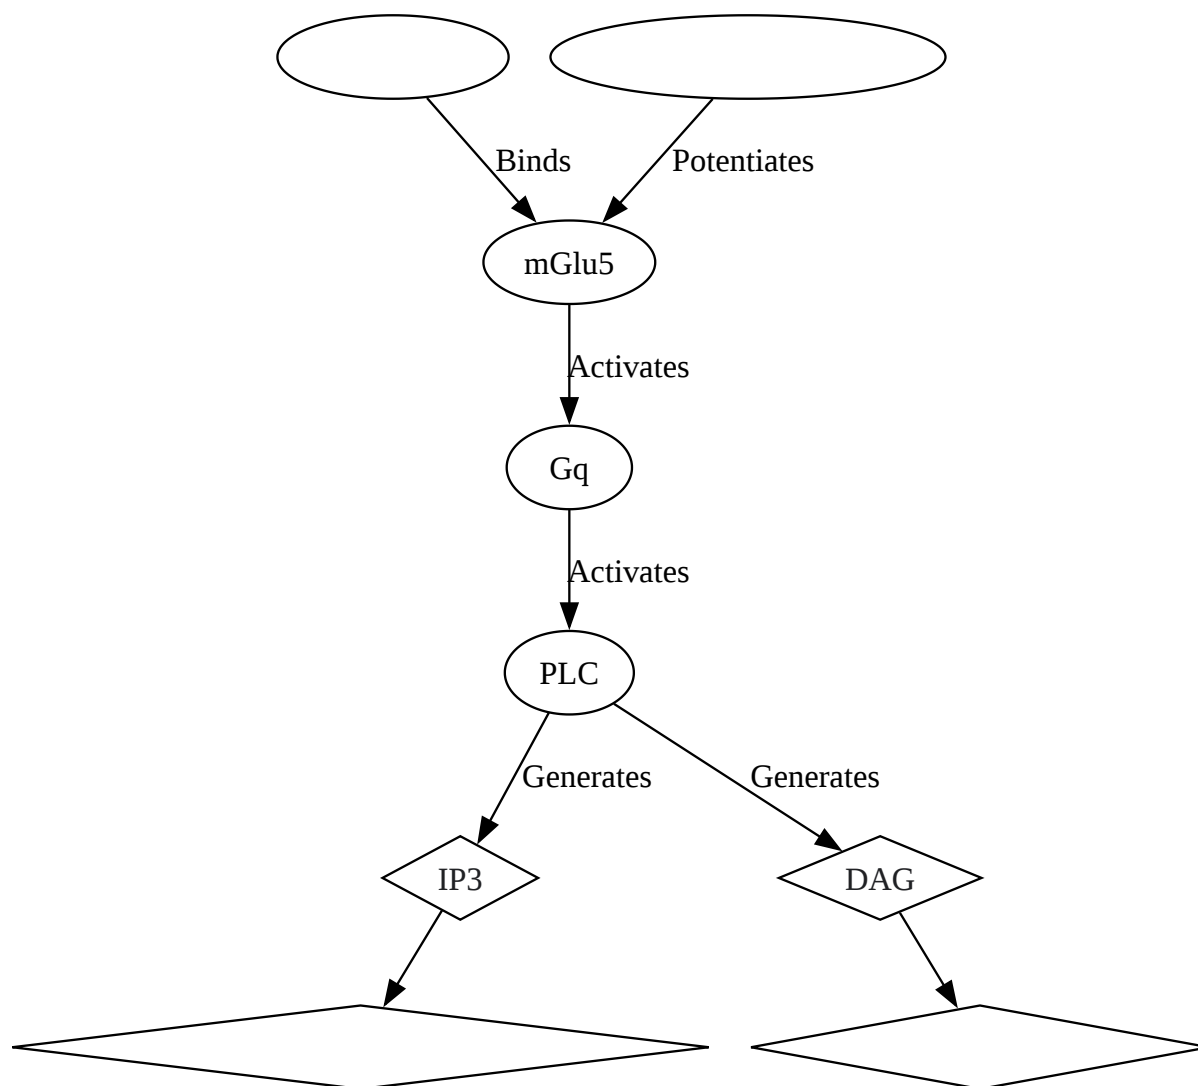 Binds
Potentiates
mGlu5
Activates
Gq
Activates
PLC
Generates
Generates
IP3
DAG